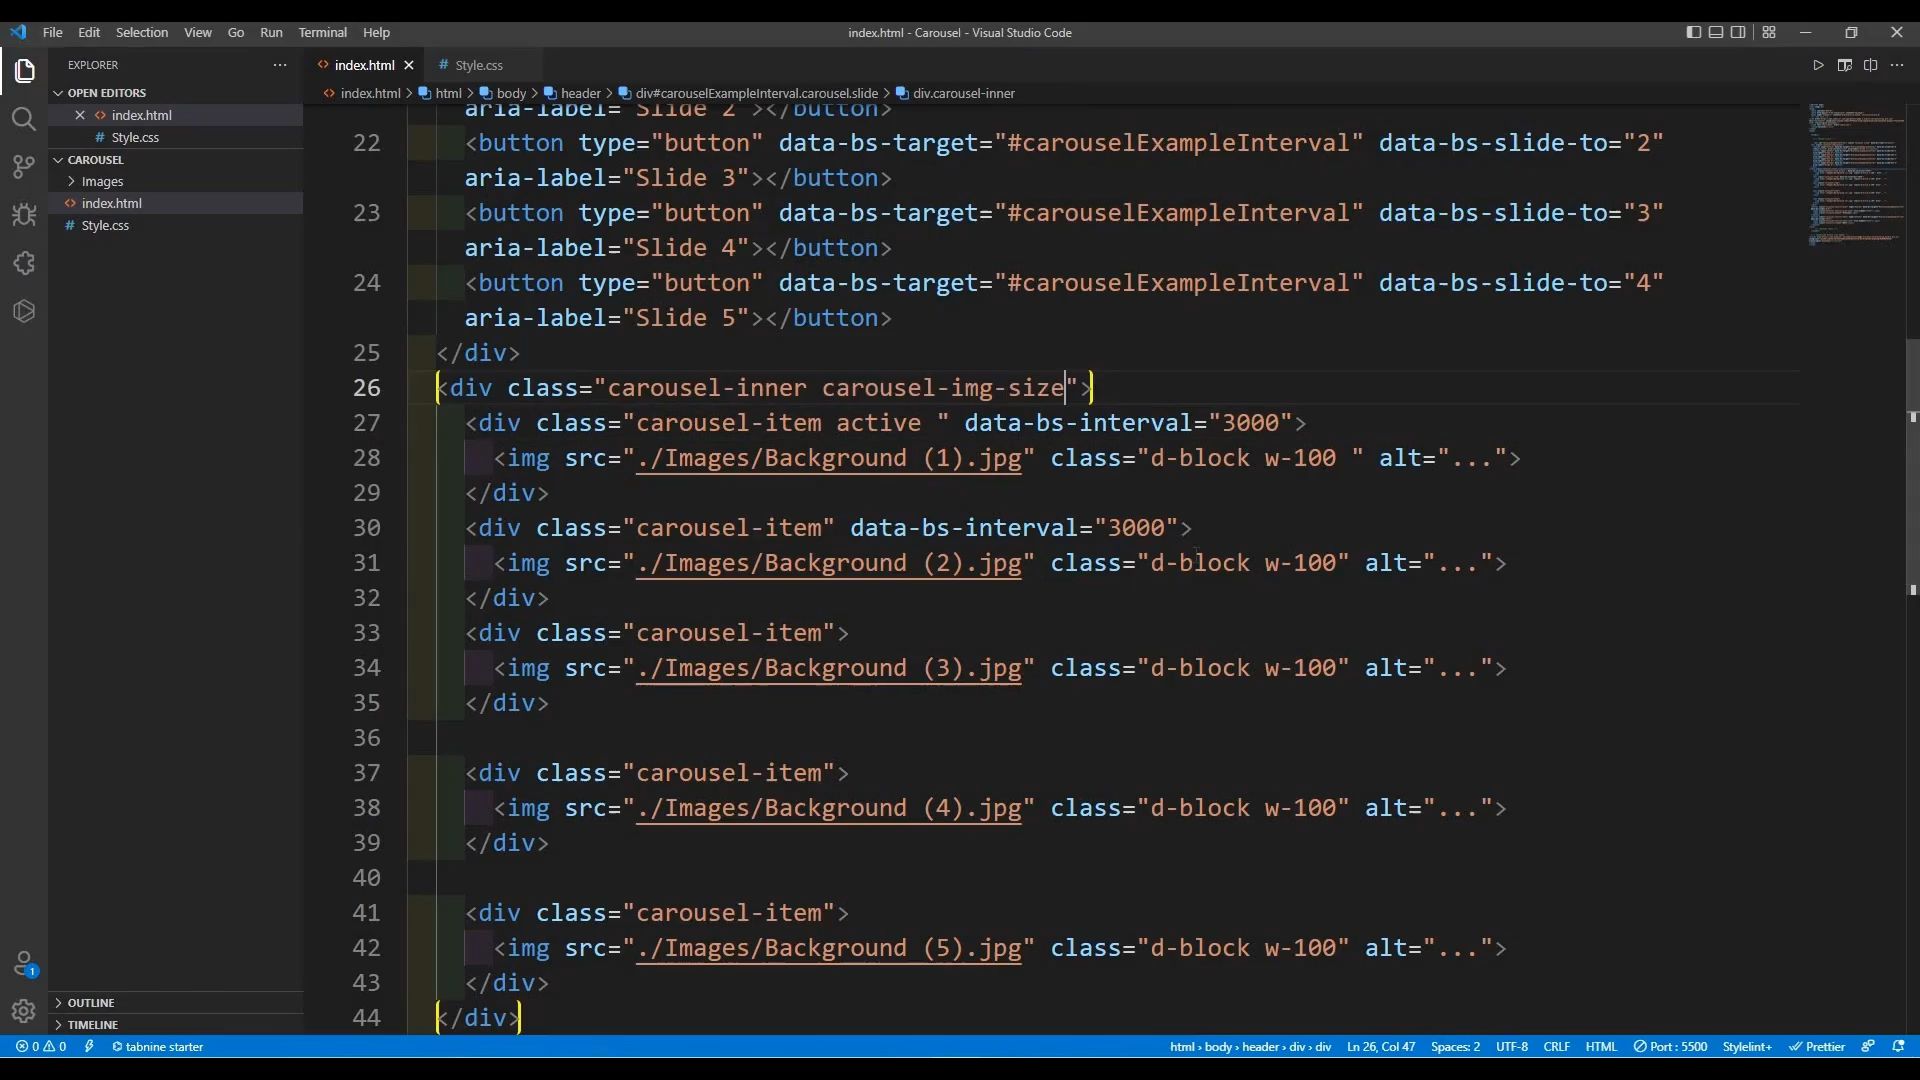 File Edit Selection View Go Run Terminal Help
index.html - Carousel - Visual Studio Code
EXPLORER
index.html
Style.css
OPEN EDITORS
index.html
Style.css
CAROUSEL
Images
index.html
Style.css
OUTLINE
TIMELINE
index.html > html > body > header > div#carouselExampleInterval.carousel.slide > div.carousel-inner
aria-label="Slide 2"></button>
22 <button type="button" data-bs-target="#carouselExampleInterval" data-bs-slide-to="2"
aria-label="Slide 3"></button>
23 <button type="button" data-bs-target="#carouselExampleInterval" data-bs-slide-to="3"
aria-label="Slide 4"></button>
24 <button type="button" data-bs-target="#carouselExampleInterval" data-bs-slide-to="4"
aria-label="Slide 5"></button>
25 </div>
26 <div class="carousel-inner carousel-img-size">
27 <div class="carousel-item active " data-bs-interval="3000">
28 <img src="./Images/Background (1).jpg" class="d-block w-100 " alt="...">
29 </div>
30 <div class="carousel-item" data-bs-interval="3000">
31 <img src="./Images/Background (2).jpg" class="d-block w-100" alt="...">
32 </div>
33 <div class="carousel-item">
34 <img src="./Images/Background (3).jpg" class="d-block w-100" alt="...">
35 </div>
36
37 <div class="carousel-item">
38 <img src="./Images/Background (4).jpg" class="d-block w-100" alt="...">
39 </div>
40
41 <div class="carousel-item">
42 <img src="./Images/Background (5).jpg" class="d-block w-100" alt="...">
43 </div>
44 </div>
1
0 0 tabnine starter
html > body > header > div > div Ln 26, Col 47 Spaces: 2 UTF-8 CRLF HTML Port : 5500 Stylelint+ Prettier